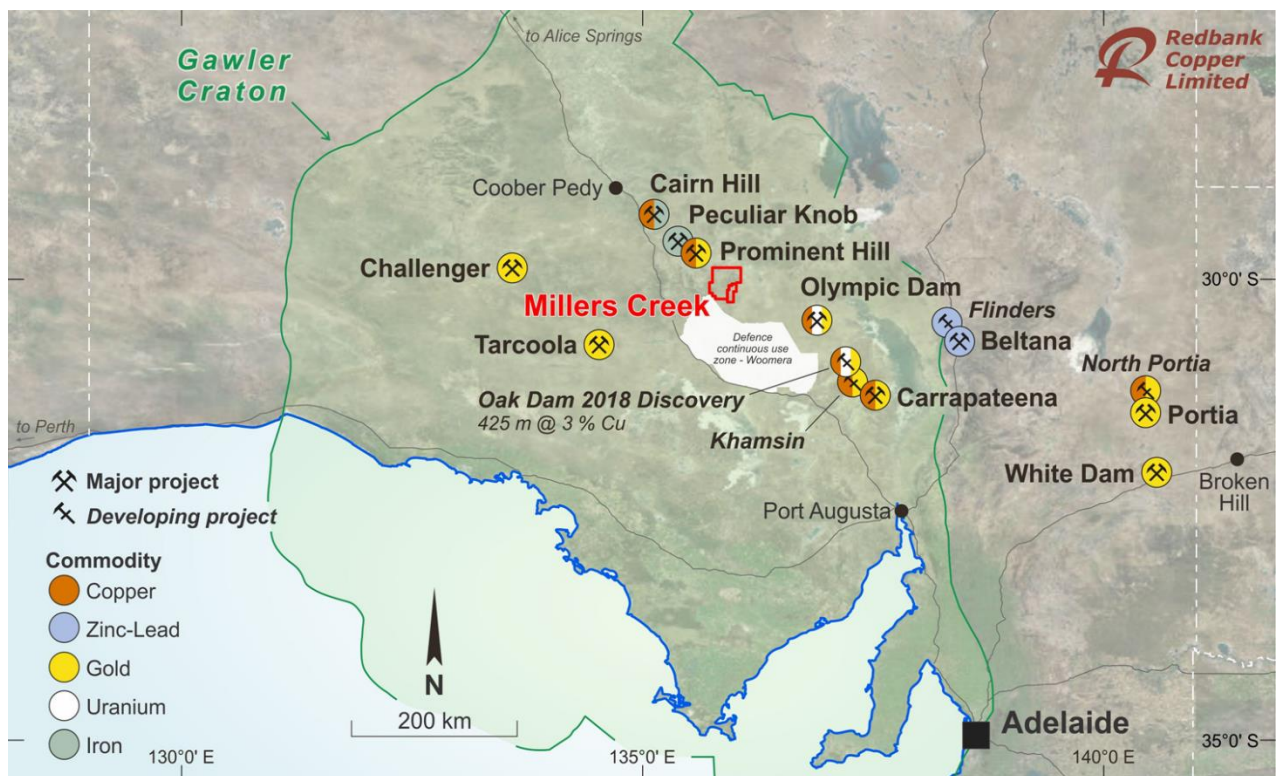 to Alice Springs
Redbank
Copper
Limited
Gawler
Craton
Coober Pedy
Cairn Hill
Peculiar Knob
Prominent Hill
Challenger
30°0' S
Millers Creek
Olympic Dam
Flinders
Beltana
Tarcoola
Defence
continuous use
zone - Woomera
North Portia
Oak Dam 2018 Discovery
425 m @ 3 % Cu
Carrapateena
Portia
to Perth
Khamsin
White Dam
Broken
Hill
Major project
Developing project
Port Augusta
Commodity
Copper
Zinc-Lead
Gold
Uranium
Iron
N
200 km
Adelaide
130°0' E
135°0' E
140°0' E
35°0' S